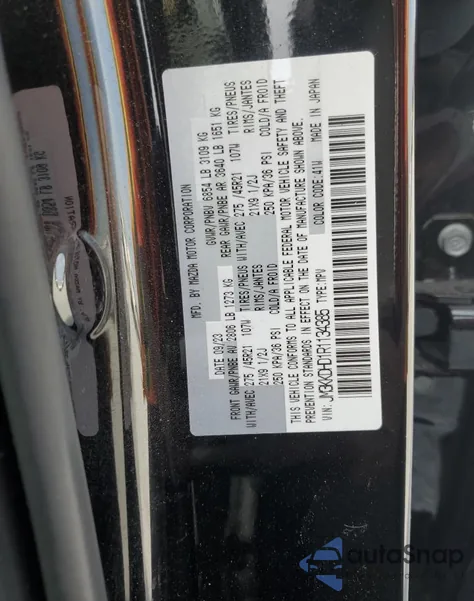 MFD. BY MAZDA MOTOR CORPORATION
DATE 09/23 GVWR/PNBV 6854 LB 3109 KG
FRONT GAWR/PNBE AV 2806 LB 1273 KG REAR GAWR/PNBE AR 3640 LB 1651 KG
WITH/AVEC 275 /45R21 107W TIRES/PNEUS WITH/AVEC 275 /45R21 107W TIRES/PNEUS
21X9 1/2J RIMS/JANTES 21X9 1/2J RIMS/JANTES
250 KPA/36 PSI COLD/A FROID 250 KPA/36 PSI COLD/A FROID
THIS VEHICLE CONFORMS TO ALL APPLICABLE FEDERAL MOTOR VEHICLE SAFETY AND THEFT
PREVENTION STANDARDS IN EFFECT ON THE DATE OF MANUFACTURE SHOWN ABOVE.
VIN: JM3KKDHD1R1134385 TYPE:MPV COLOR CODE:41W MADE IN JAPAN
autoSnap